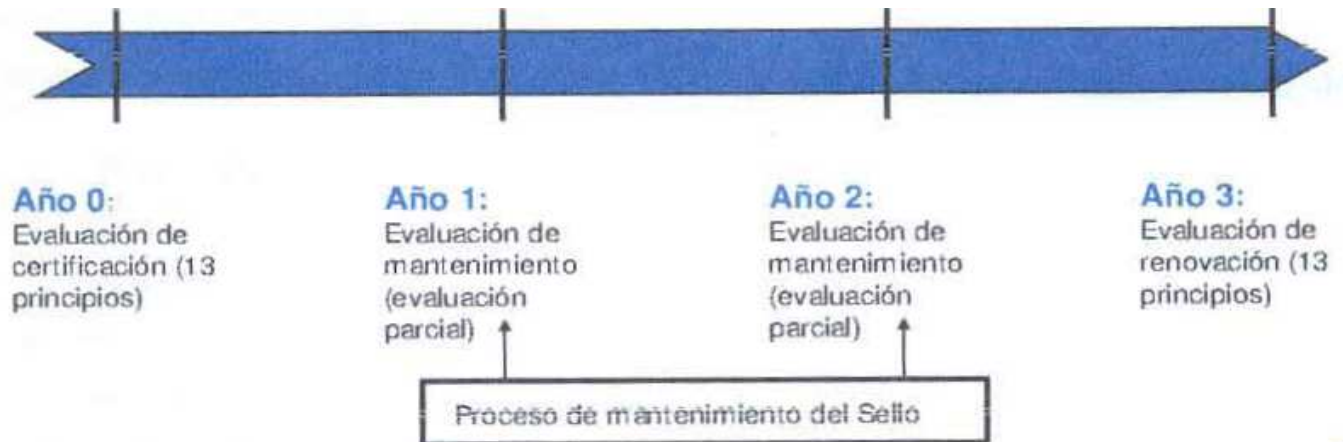 Año 0:
Evaluación de
certificación (13
principios)
Año 1:
Evaluación de
mantenimiento
(evaluación
parcial)
Año 2:
Evaluación de
mantenimiento
(evaluación
parcial)
Año 3:
Evaluación de
renovación (13
principios)
Proceso de mantenimiento del Sello